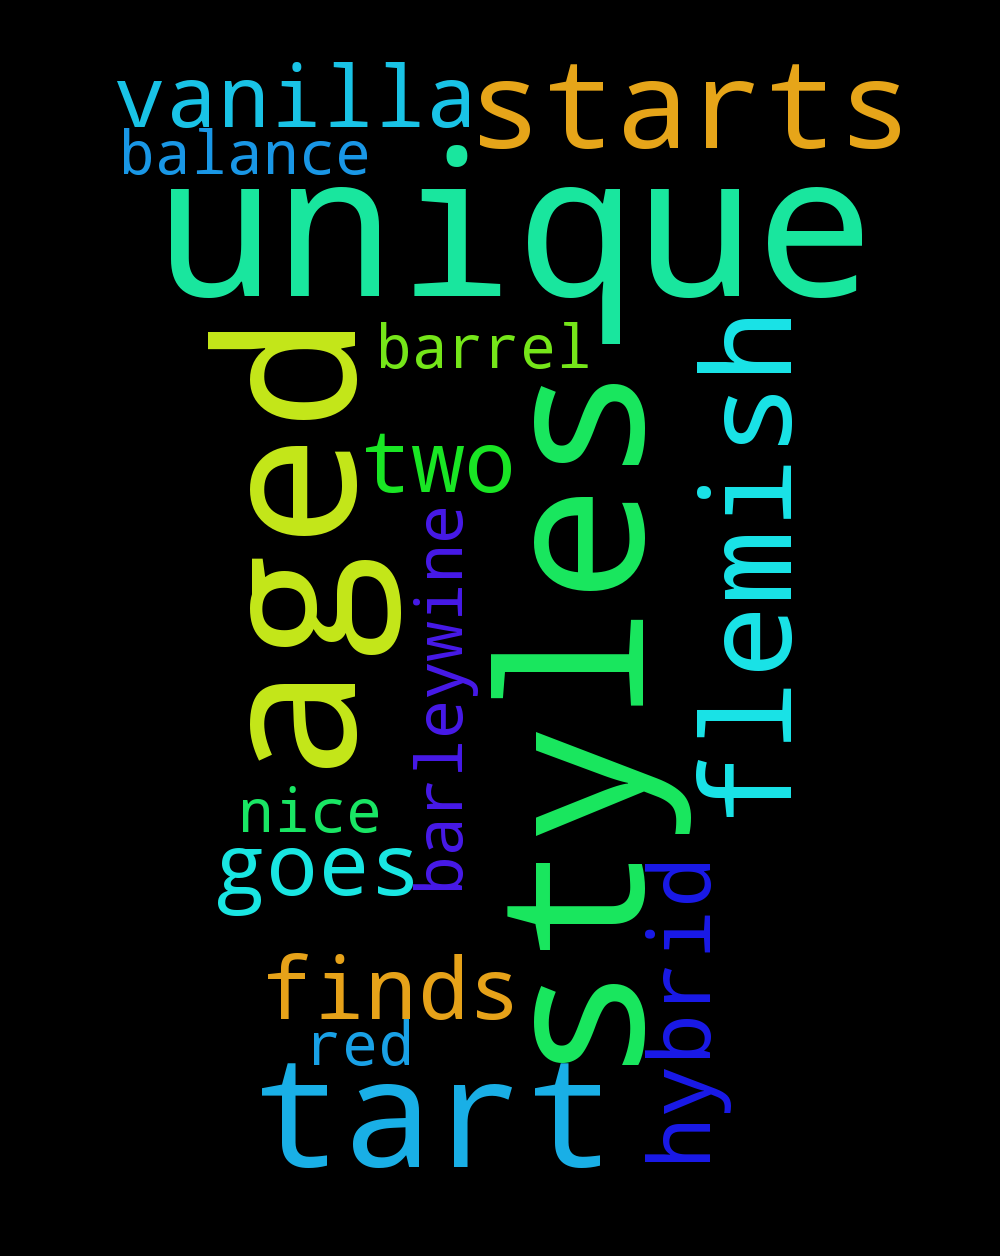 vanilla
starts
balance
unique
aged
barrel
flemish
styles
two
barleywine
nice
goes
hybrid
finds
red
tart